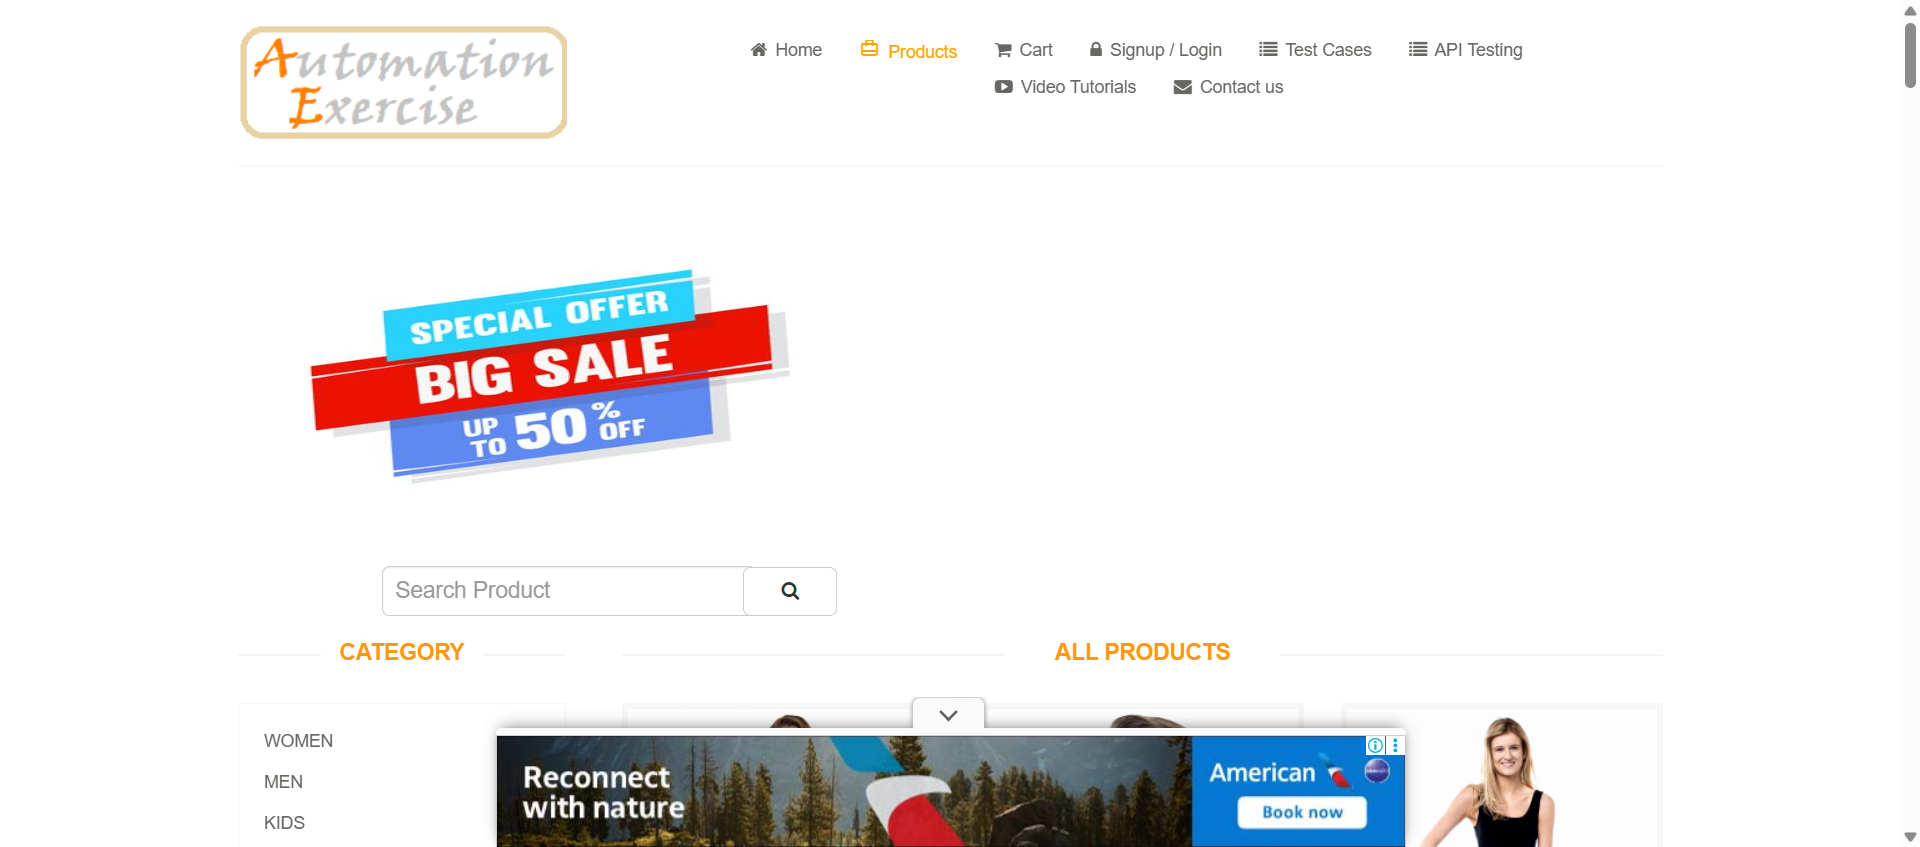 Automation
Exercise
Home
Products
Cart
Signup / Login
Test Cases
API Testing
Video Tutorials
Contact us
SPECIAL OFFER
BIG SALE
UP TO 50 % OFF
Search Product
CATEGORY
ALL PRODUCTS
WOMEN
MEN
KIDS
Reconnect
with nature
American
Book now